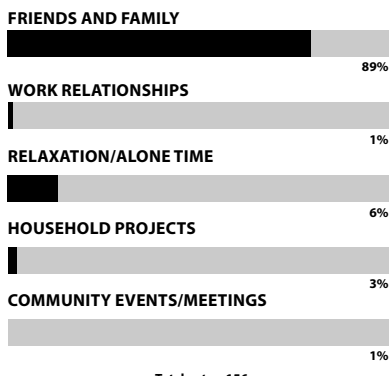 FRIENDS AND FAMILY
89%
WORK RELATIONSHIPS
1%
RELAXATION/ALONE TIME
6%
HOUSEHOLD PROJECTS
3%
COMMUNITY EVENTS/MEETINGS
1%